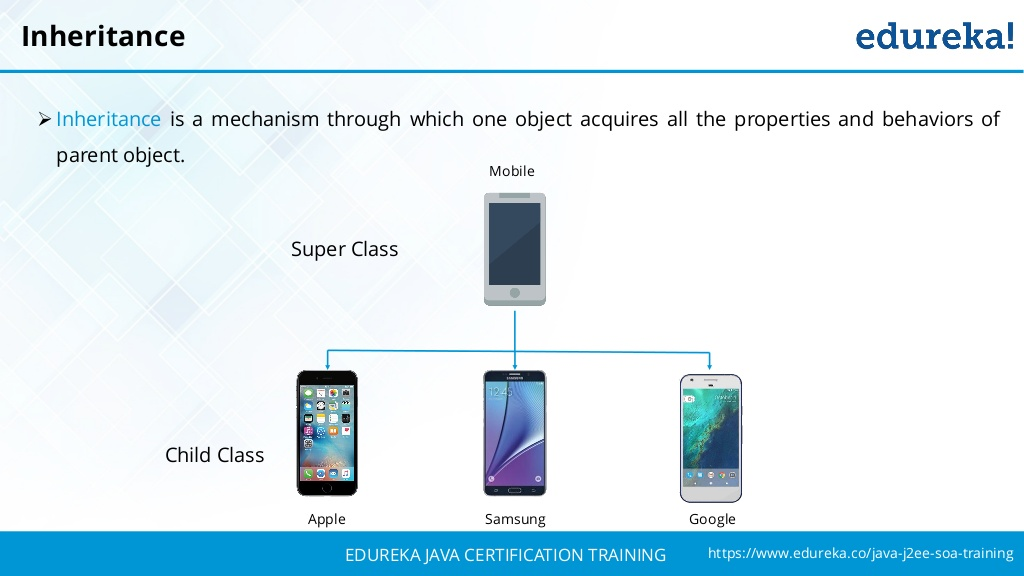 Inheritance
edureka!
➢ Inheritance is a mechanism through which one object acquires all the properties and behaviors of
parent object.
Mobile
Super Class
Child Class
Apple
Samsung
Google
EDUREKA JAVA CERTIFICATION TRAINING
https://www.edureka.co/java-j2ee-soa-training